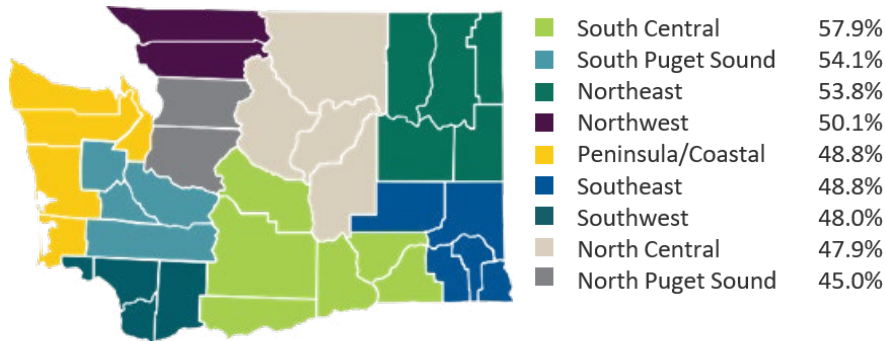 South Central 57.9%
South Puget Sound 54.1%
Northeast 53.8%
Northwest 50.1%
Peninsula/Coastal 48.8%
Southeast 48.8%
Southwest 48.0%
North Central 47.9%
North Puget Sound 45.0%